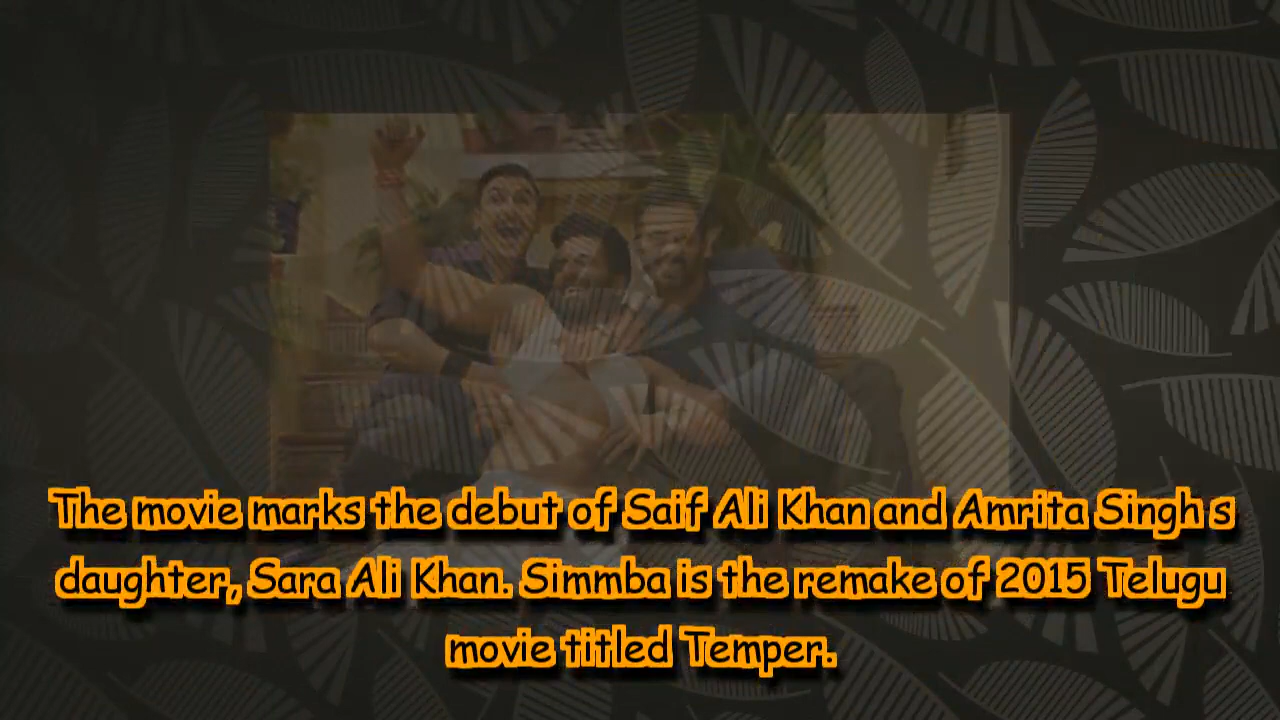 The movie marks the debut of Saif Ali Khan and Amrita Singh s
daughter, Sara Ali Khan. Simmba is the remake of 2015 Telugu
movie titled Temper.